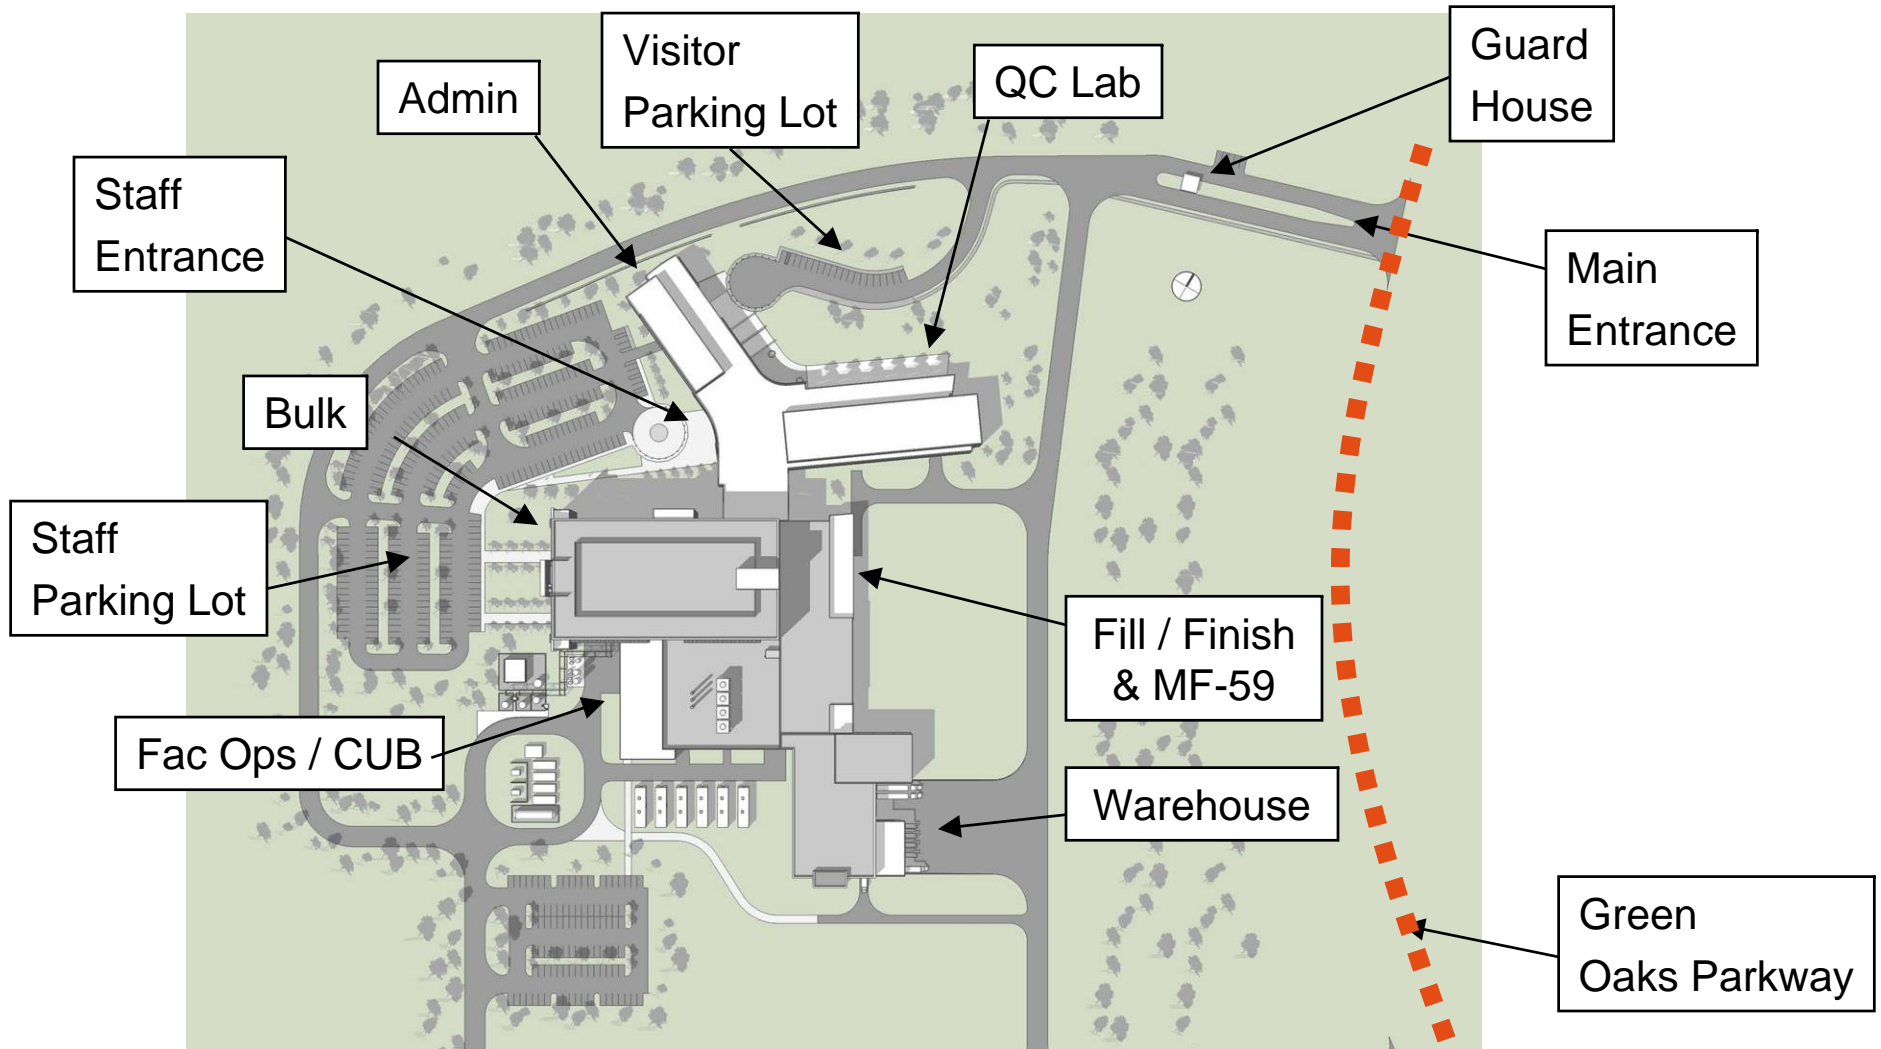 Visitor
Parking Lot
Guard
House
QC Lab
Admin
Staff
Entrance
Main
Entrance
Bulk
Staff
Parking Lot
Fill / Finish
& MF-59
Fac Ops / CUB
Warehouse
Green
Oaks Parkway